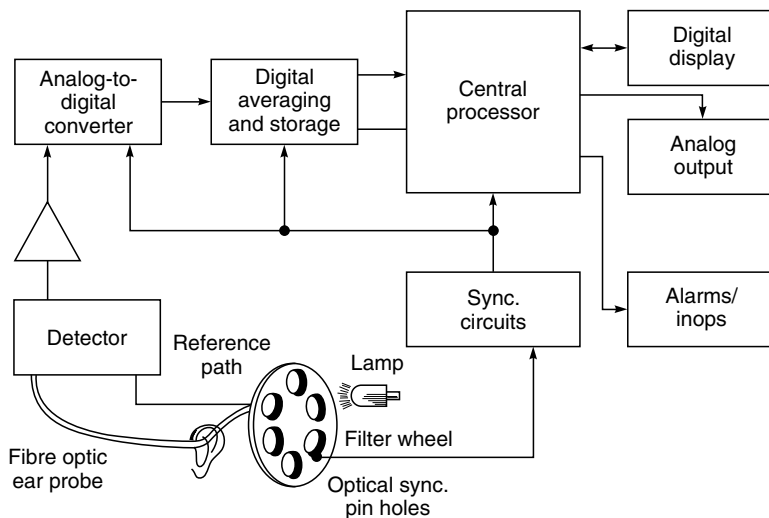 Analog-to-
digital
converter
Digital
averaging
and storage
Central
processor
Digital
display
Analog
output
Detector
Reference
path
Sync.
circuits
Alarms/
inops
Lamp
Filter wheel
Fibre optic
ear probe
Optical sync.
pin holes